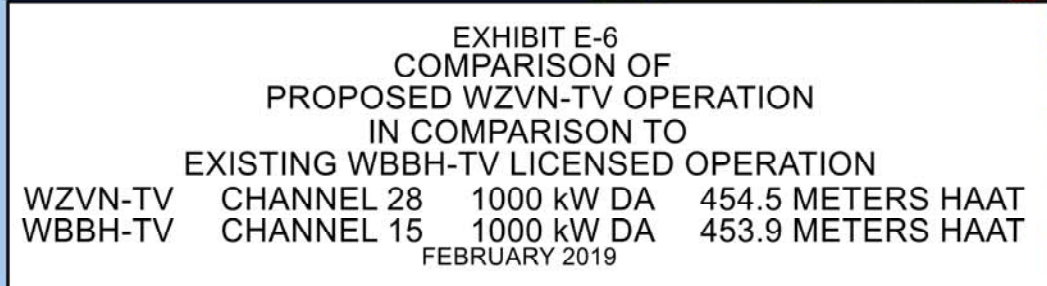 EXHIBIT E-6
COMPARISON OF
PROPOSED WZVN-TV OPERATION
IN COMPARISON TO
EXISTING WBBH-TV LICENSED OPERATION
WZVN-TV CHANNEL 28 1000 kW DA 454.5 METERS HAAT
WBBH-TV CHANNEL 15 1000 kW DA 453.9 METERS HAAT
FEBRUARY 2019